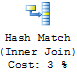 Hash Match
(Inner Join)
Cost: 3 %